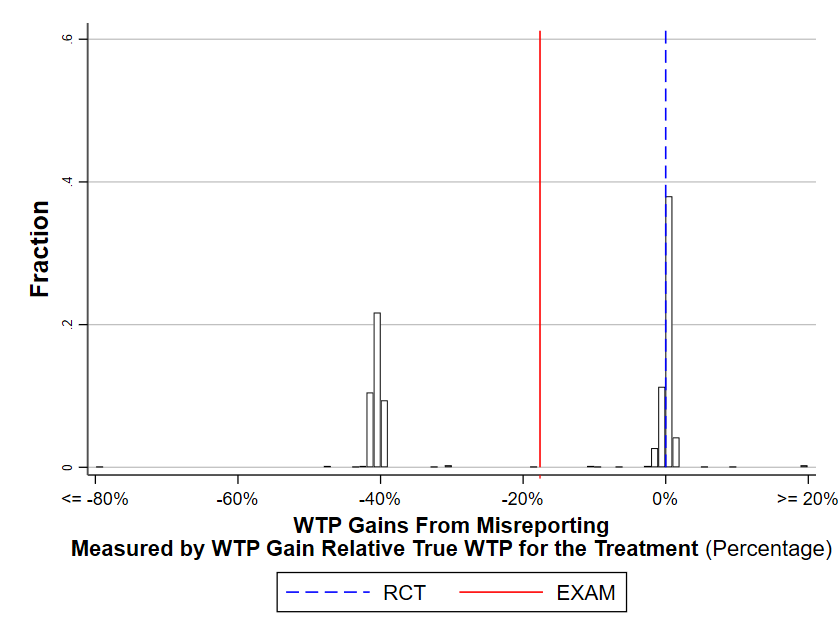 .6
.4
.2
0
Fraction
<= -80% -60% -40% -20% 0% >= 20%
WTP Gains From Misreporting
Measured by WTP Gain Relative True WTP for the Treatment (Percentage)
RCT EXAM